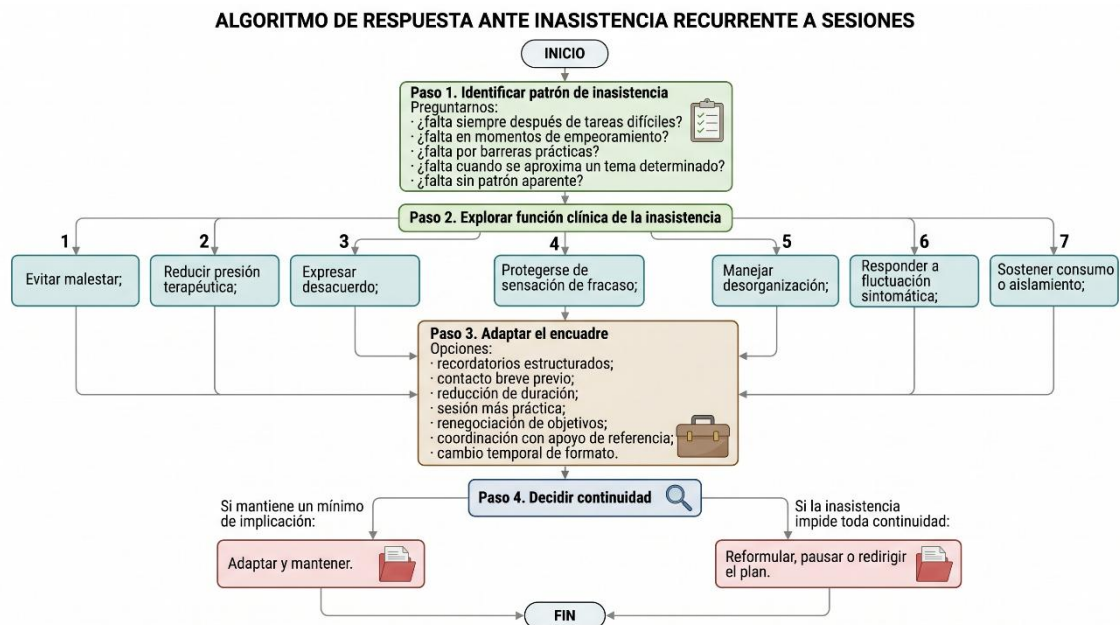 ALGORITMO DE RESPUESTA ANTE INASISTENCIA RECURRENTE A SESIONES
INICIO
Paso 1. Identificar patrón de inasistencia
Preguntarnos:
· ¿falta siempre después de tareas difíciles?
· ¿falta en momentos de empeoramiento?
· ¿falta por barreras prácticas?
· ¿falta cuando se aproxima un tema determinado?
· ¿falta sin patrón aparente?
Paso 2. Explorar función clínica de la inasistencia
1
Evitar malestar;
2
Reducir presión
terapéutica;
3
Expresar
desacuerdo;
4
Protegerse de
sensación de fracaso;
5
Manejar
desorganización;
6
Responder a
fluctuación
sintomática;
7
Sostener consumo
o aislamiento;
Paso 3. Adaptar el encuadre
Opciones:
· recordatorios estructurados;
· contacto breve previo;
· reducción de duración;
· sesión más práctica;
· renegociación de objetivos;
· coordinación con apoyo de referencia;
· cambio temporal de formato.
Paso 4. Decidir continuidad
Si mantiene un mínimo
de implicación:
Adaptar y mantener.
Si la inasistencia
impide toda continuidad:
Reformular, pausar o redirigir
el plan.
FIN